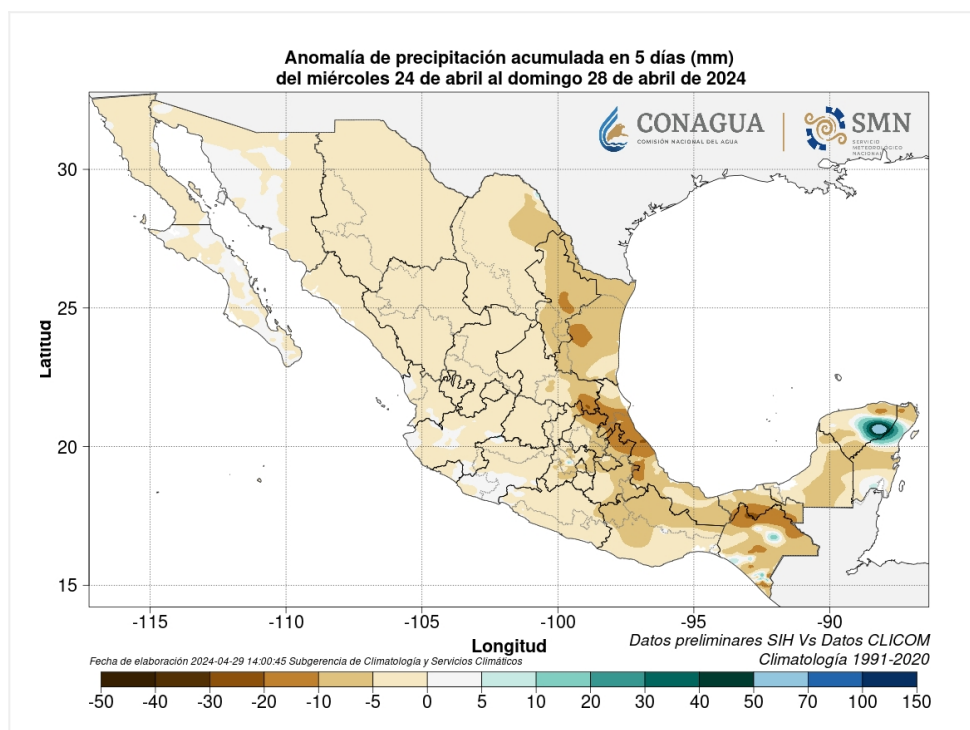 Anomalía de precipitación acumulada en 5 días (mm)
del miércoles 24 de abril al domingo 28 de abril de 2024
CONAGUA
COMISIÓN NACIONAL DEL AGUA
SMN
SERVICIO
METEOROLÓGICO
NACIONAL
30
25
20
15
Latitud
-115 -110 -105 -100 -95 -90
Longitud
Datos preliminares SIH Vs Datos CLICOM
Climatología 1991-2020
Fecha de elaboración 2024-04-29 14:00:45 Subgerencia de Climatología y Servicios Climáticos
-50 -40 -30 -20 -10 -5 0 5 10 20 30 40 50 70 100 150